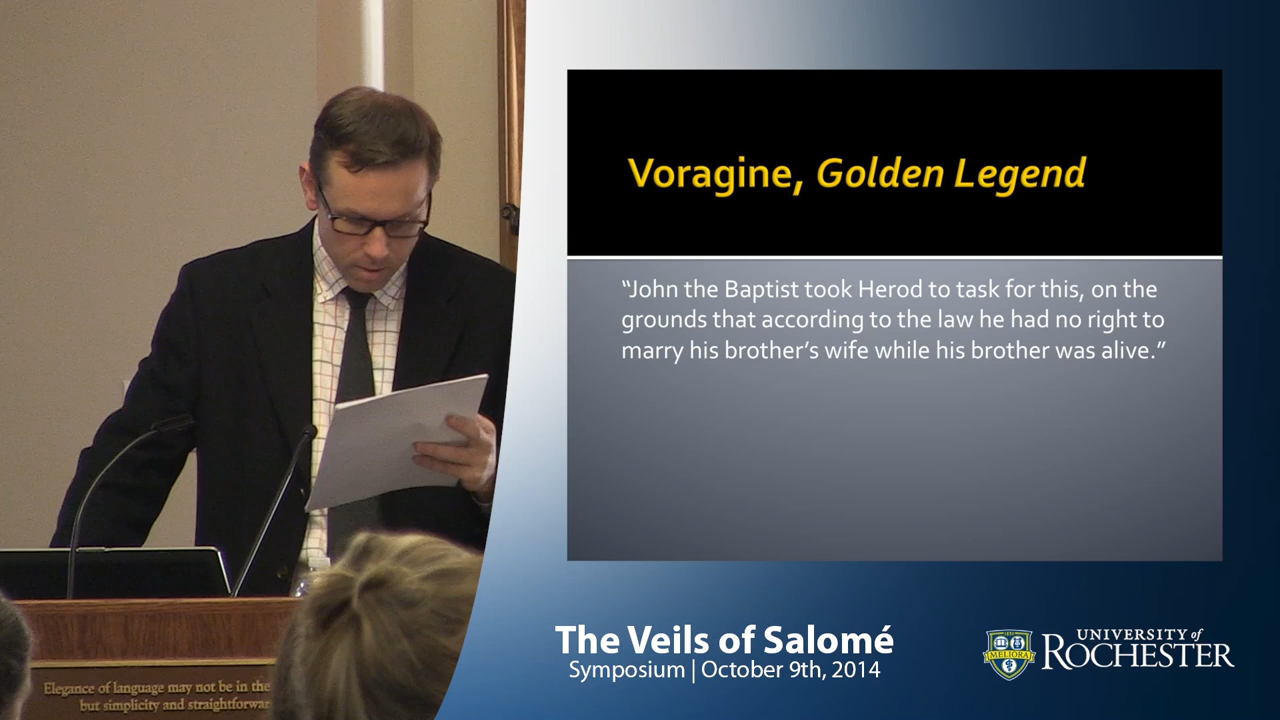 Voragine, Golden Legend
“John the Baptist took Herod to task for this, on the
grounds that according to the law he had no right to
marry his brother’s wife while his brother was alive.”
The Veils of Salomé
Symposium | October 9th, 2014
MELIORA
UNIVERSITY of
ROCHESTER
Elegance of language may not be in the
but simplicity and straightforwar